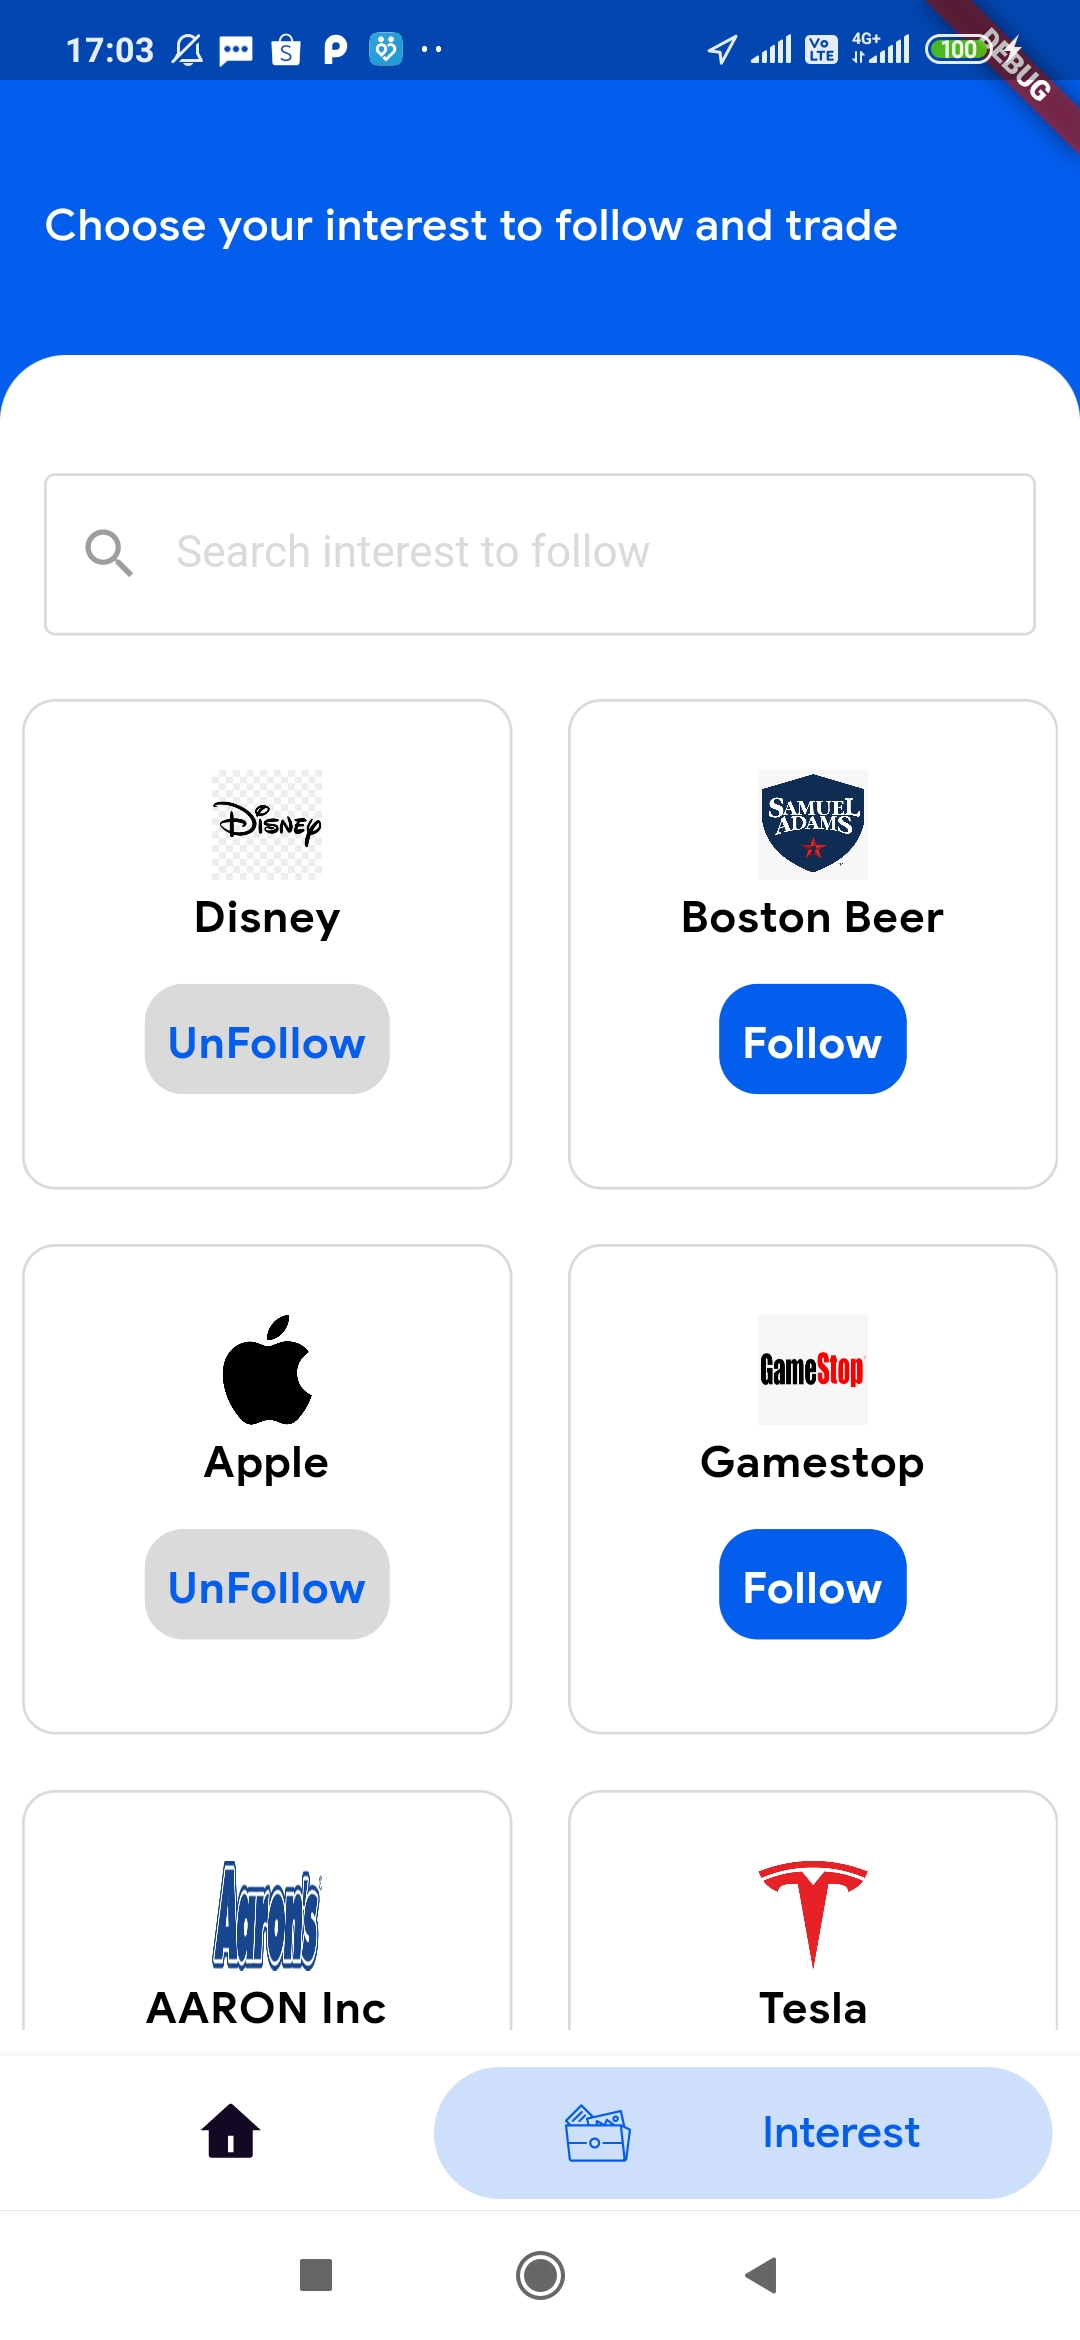 17:03
S
P
Vo
LTE
4G+
100
DEBUG
Choose your interest to follow and trade
Search interest to follow
Disney
SAMUEL
ADAMS
Disney
Boston Beer
UnFollow
Follow
GameStop
Apple
Gamestop
UnFollow
Follow
Aaron's
AARON Inc
Tesla
Interest